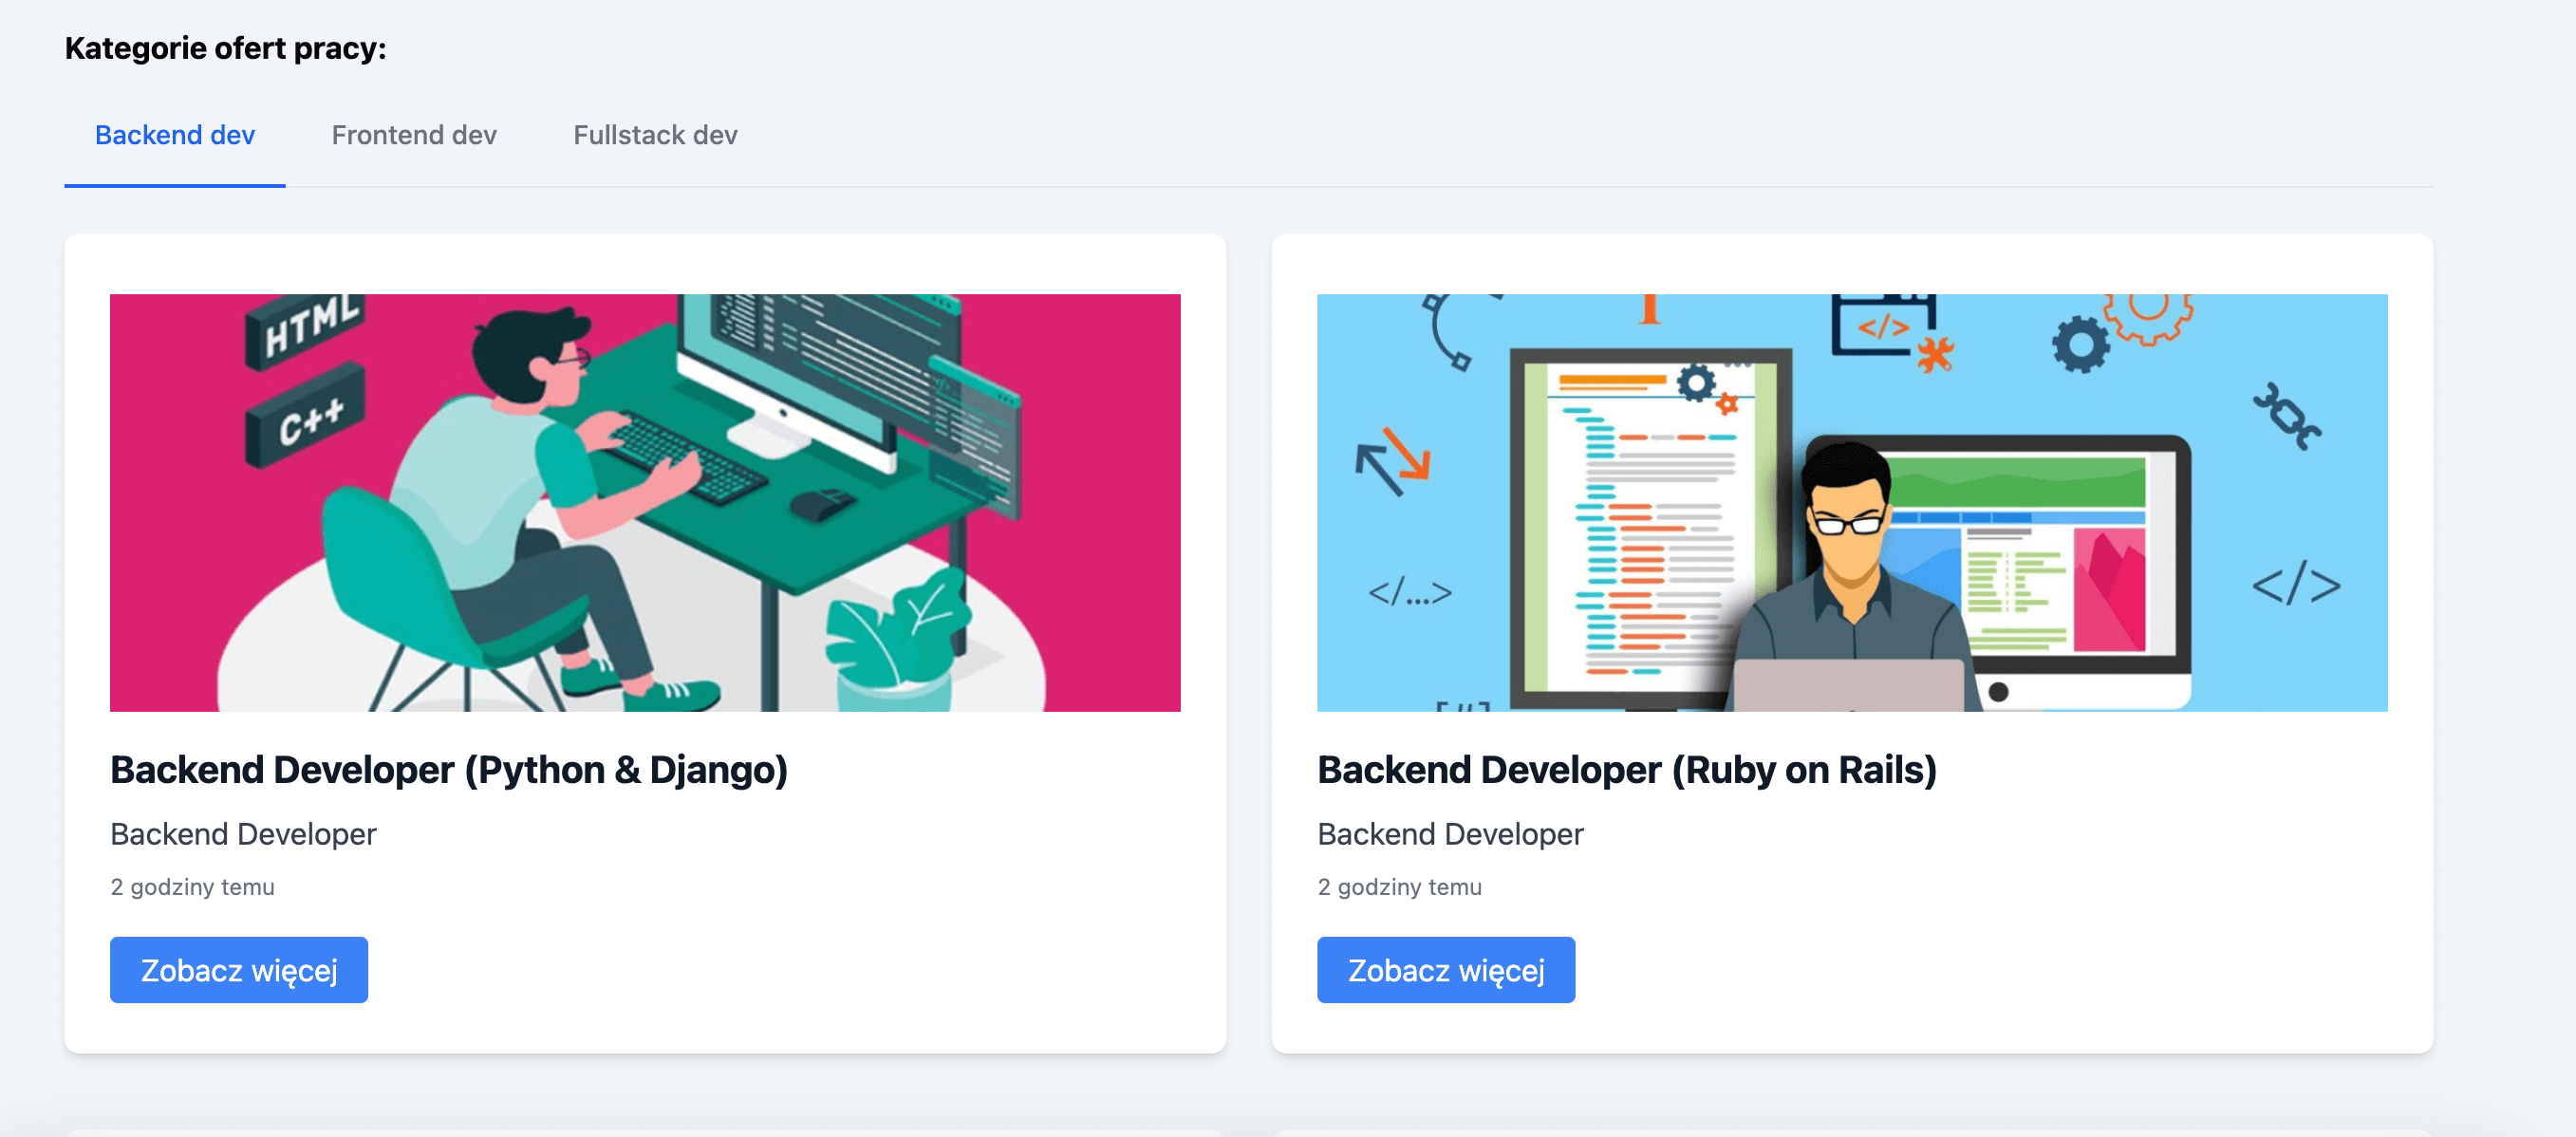 Kategorie ofert pracy:
Backend dev
Frontend dev
Fullstack dev
HTML
C++
Backend Developer (Python & Django)
Backend Developer
2 godziny temu
Zobacz więcej
</>
</...>
</>
Backend Developer (Ruby on Rails)
Backend Developer
2 godziny temu
Zobacz więcej